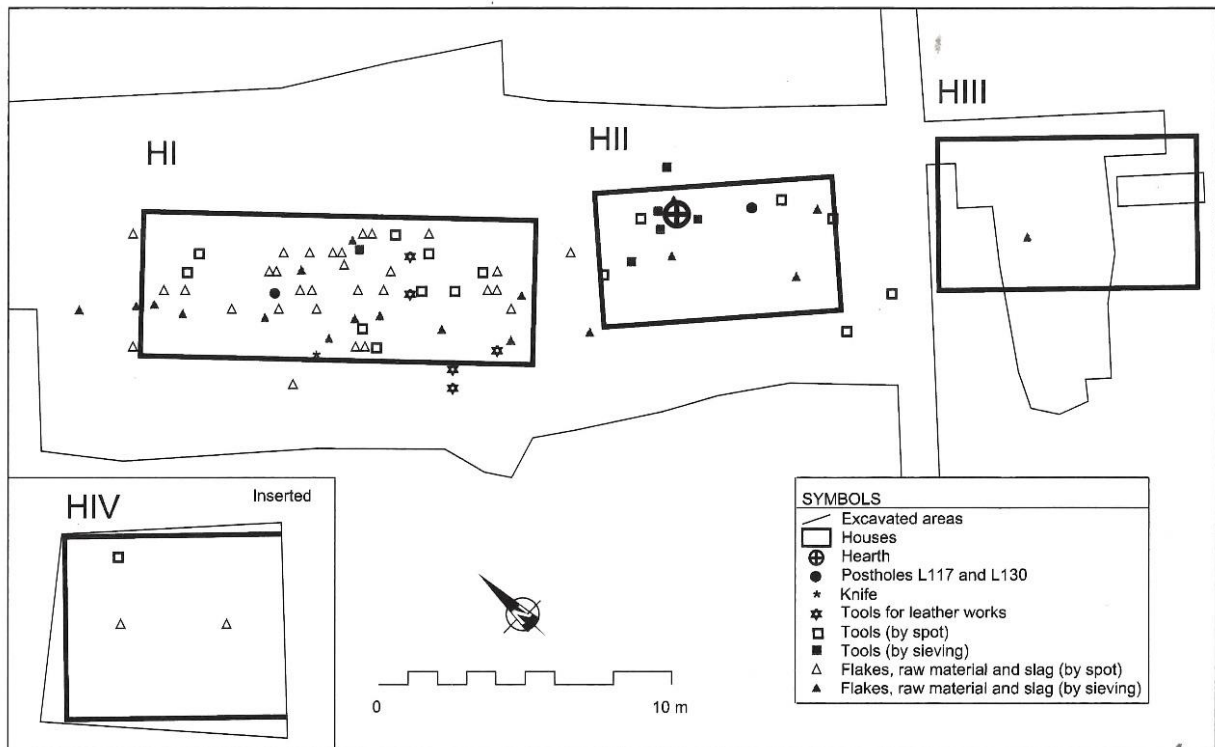 HI
HII
HIII
HIV
Inserted
0
10 m
SYMBOLS
Excavated areas
Houses
Hearth
Postholes L117 and L130
Knife
Tools for leather works
Tools (by spot)
Tools (by sieving)
Flakes, raw material and slag (by spot)
Flakes, raw material and slag (by sieving)